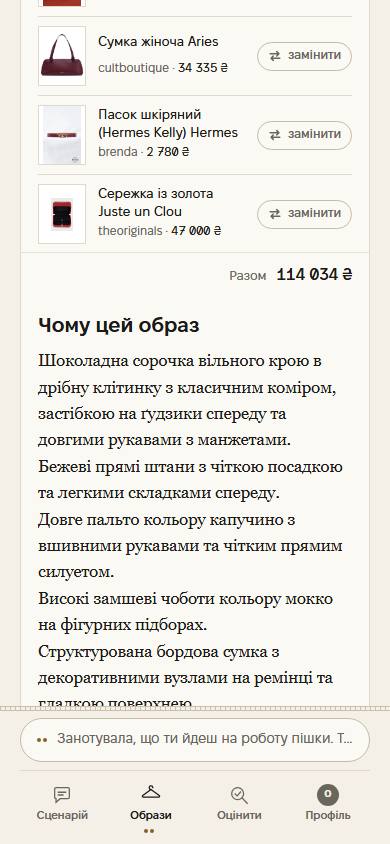 Сумка жіноча Aries
cultboutique · 34 335 ₴
замінити
Пасок шкіряний
(Hermes Kelly) Hermes
brenda · 2 780 ₴
замінити
Сережка із золота
Juste un Clou
theoriginals · 47 000 ₴
замінити
Разом 114 034 ₴
Чому цей образ
Шоколадна сорочка вільного крою в
дрібну клітинку з класичним коміром,
застібкою на ґудзики спереду та
довгими рукавами з манжетами.
Бежеві прямі штани з чіткою посадкою
та легкими складками спереду.
Довге пальто кольору капучино з
вшивними рукавами та чітким прямим
силуетом.
Високі замшеві чоботи кольору мокко
на фігурних підборах.
Структурована бордова сумка з
декоративними вузлами на ремінці та
гладкою поверхнею
Занотувала, що ти йдеш на роботу пішки. Т...
Сценарій
Образи
Оцінити
О
Профіль